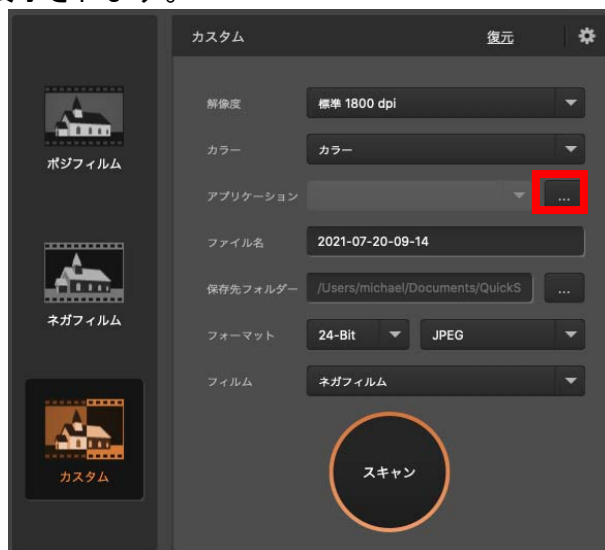 されます。
カスタム 復元
ポジフィルム
ネガフィルム
カスタム
解像度 標準 1800 dpi
カラー カラー
アプリケーション ...
ファイル名 2021-07-20-09-14
保存先フォルダー /Users/michael/Documents/QuickS ...
フォーマット 24-Bit JPEG
フィルム ネガフィルム
スキャン